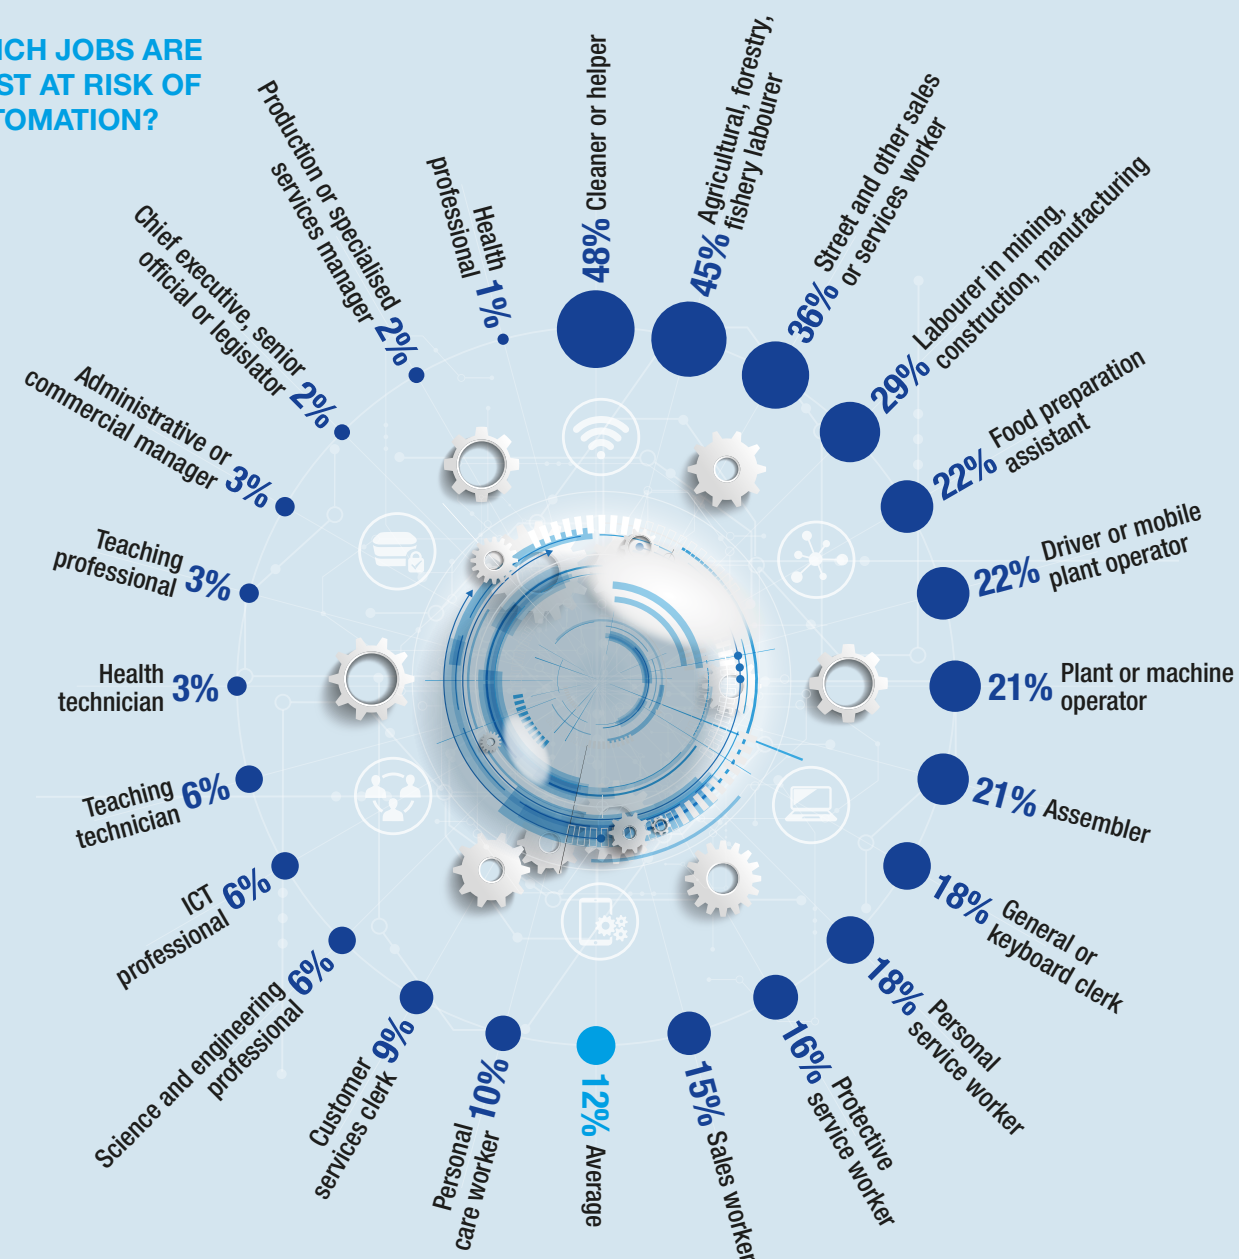 ICH JOBS ARE
ST AT RISK OF
TOMATION?
48% Cleaner or helper
45% Agricultural, forestry,
fishery labourer
36% Street and other sales
or services worker
29% Labourer in mining,
construction, manufacturing
22% Food preparation
assistant
22% Driver or mobile
plant operator
21% Plant or machine
operator
21% Assembler
18% General or
keyboard clerk
18% Personal
service worker
16% Protective
service worker
15% Sales worker
12% Average
Personal
care worker 10%
Customer
services clerk 9%
Science and engineering
professional 6%
ICT
professional 6%
Teaching
technician 6%
Health
technician 3%
Teaching
professional 3%
Administrative or
commercial manager 3%
Chief executive, senior
official or legislator 2%
Production or specialised
services manager 2%
Health
professional 1%